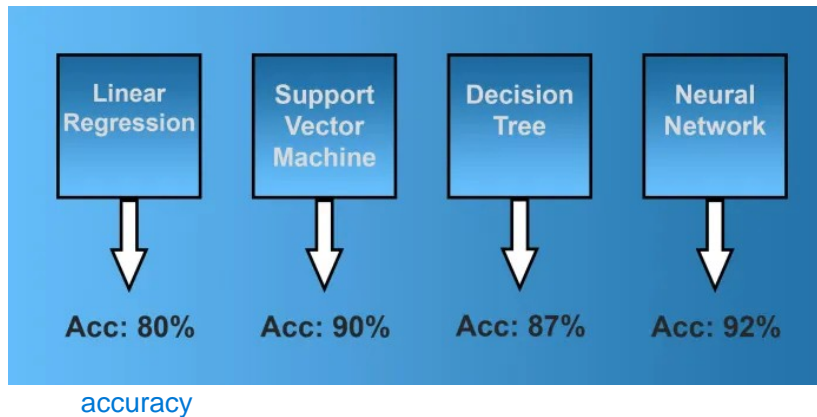 Linear
Regression
Support
Vector
Machine
Decision
Tree
Neural
Network
Acc: 80%
Acc: 90%
Acc: 87%
Acc: 92%
accuracy